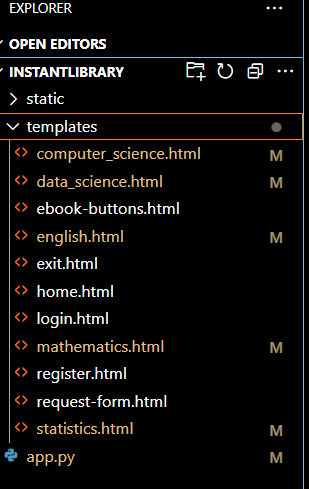 EXPLORER
OPEN EDITORS
INSTANTLIBRARY
static
templates
computer_science.html M
data_science.html M
ebook-buttons.html
english.html M
exit.html
home.html
login.html
mathematics.html M
register.html
request-form.html
statistics.html M
app.py M